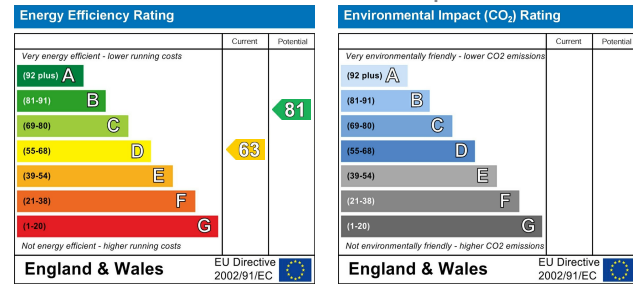 Energy Efficiency Rating
Current Potential
Very energy efficient - lower running costs
(92 plus) A
(81-91) B
81
(69-80) C
(55-68) D
63
(39-54) E
(21-38) F
(1-20) G
Not energy efficient - higher running costs
England & Wales
EU Directive
2002/91/EC
Environmental Impact (CO2) Rating
Current Potential
Very environmentally friendly - lower CO2 emissions
(92 plus) A
(81-91) B
(69-80) C
(55-68) D
(39-54) E
(21-38) F
(1-20) G
Not environmentally friendly - higher CO2 emissions
England & Wales
EU Directive
2002/91/EC